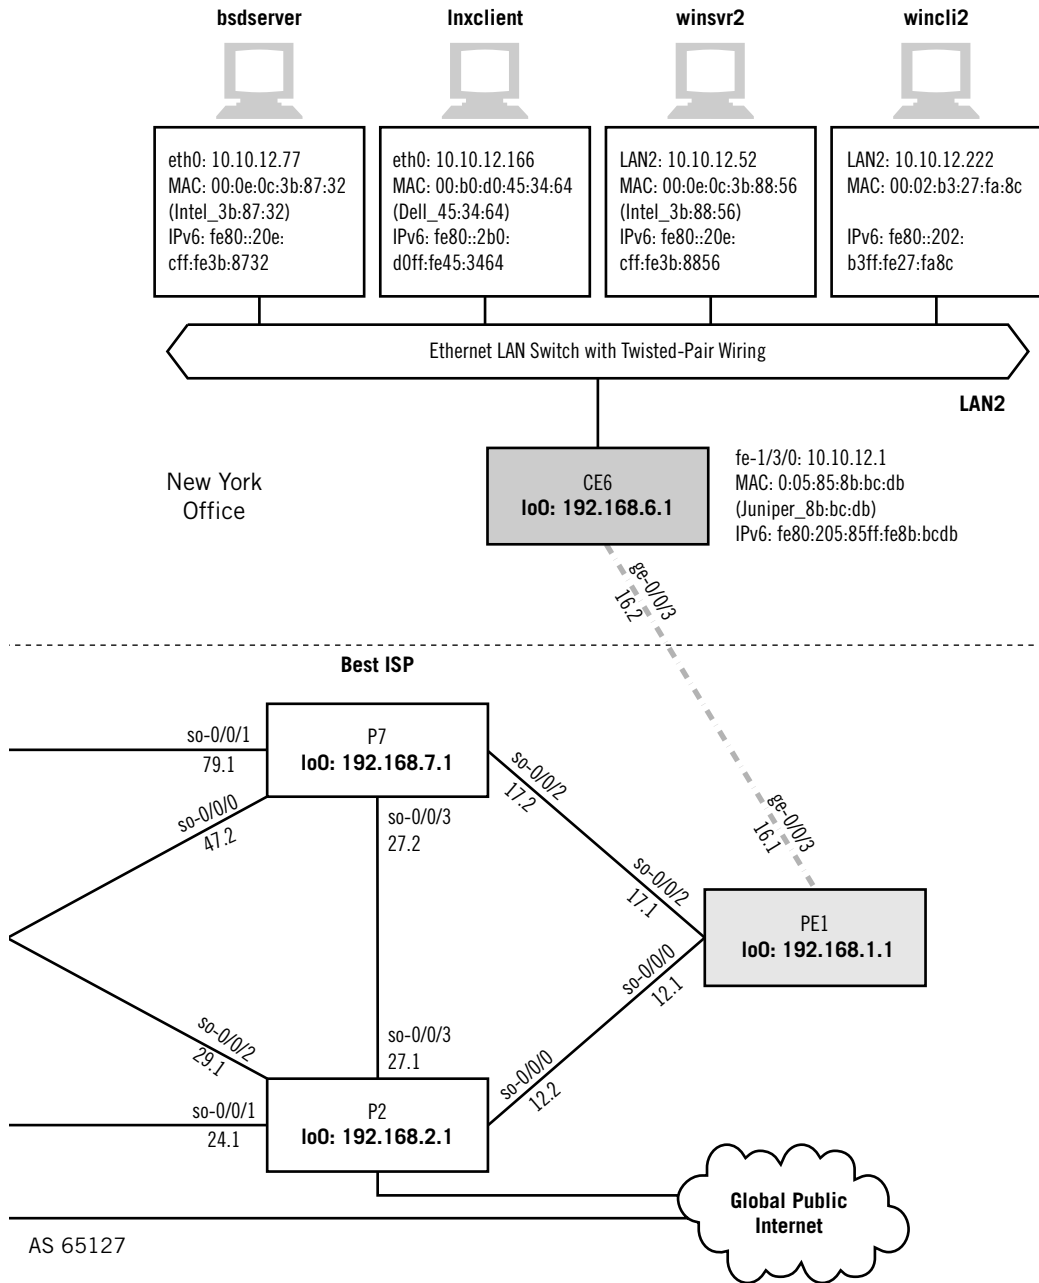 bsdserver
lnxclient
winsvr2
wincli2
eth0: 10.10.12.77
MAC: 00:0e:0c:3b:87:32
(Intel_3b:87:32)
IPv6: fe80::20e:
cff:fe3b:8732
eth0: 10.10.12.166
MAC: 00:b0:d0:45:34:64
(Dell_45:34:64)
IPv6: fe80::2b0:
d0ff:fe45:3464
LAN2: 10.10.12.52
MAC: 00:0e:0c:3b:88:56
(Intel_3b:88:56)
IPv6: fe80::20e:
cff:fe3b:8856
LAN2: 10.10.12.222
MAC: 00:02:b3:27:fa:8c
IPv6: fe80::202:
b3ff:fe27:fa8c
Ethernet LAN Switch with Twisted-Pair Wiring
LAN2
New York
Office
CE6
lo0: 192.168.6.1
fe-1/3/0: 10.10.12.1
MAC: 0:05:85:8b:bc:db
(Juniper_8b:bc:db)
IPv6: fe80:205:85ff:fe8b:bcdb
ge-0/0/3
16.2
Best ISP
so-0/0/1
79.1
P7
lo0: 192.168.7.1
so-0/0/2
17.2
so-0/0/0
47.2
so-0/0/3
27.2
ge-0/0/3
16.1
so-0/0/2
17.1
PE1
lo0: 192.168.1.1
so-0/0/0
12.1
so-0/0/2
29.1
so-0/0/3
27.1
so-0/0/0
12.2
so-0/0/1
24.1
P2
lo0: 192.168.2.1
Global Public
Internet
AS 65127